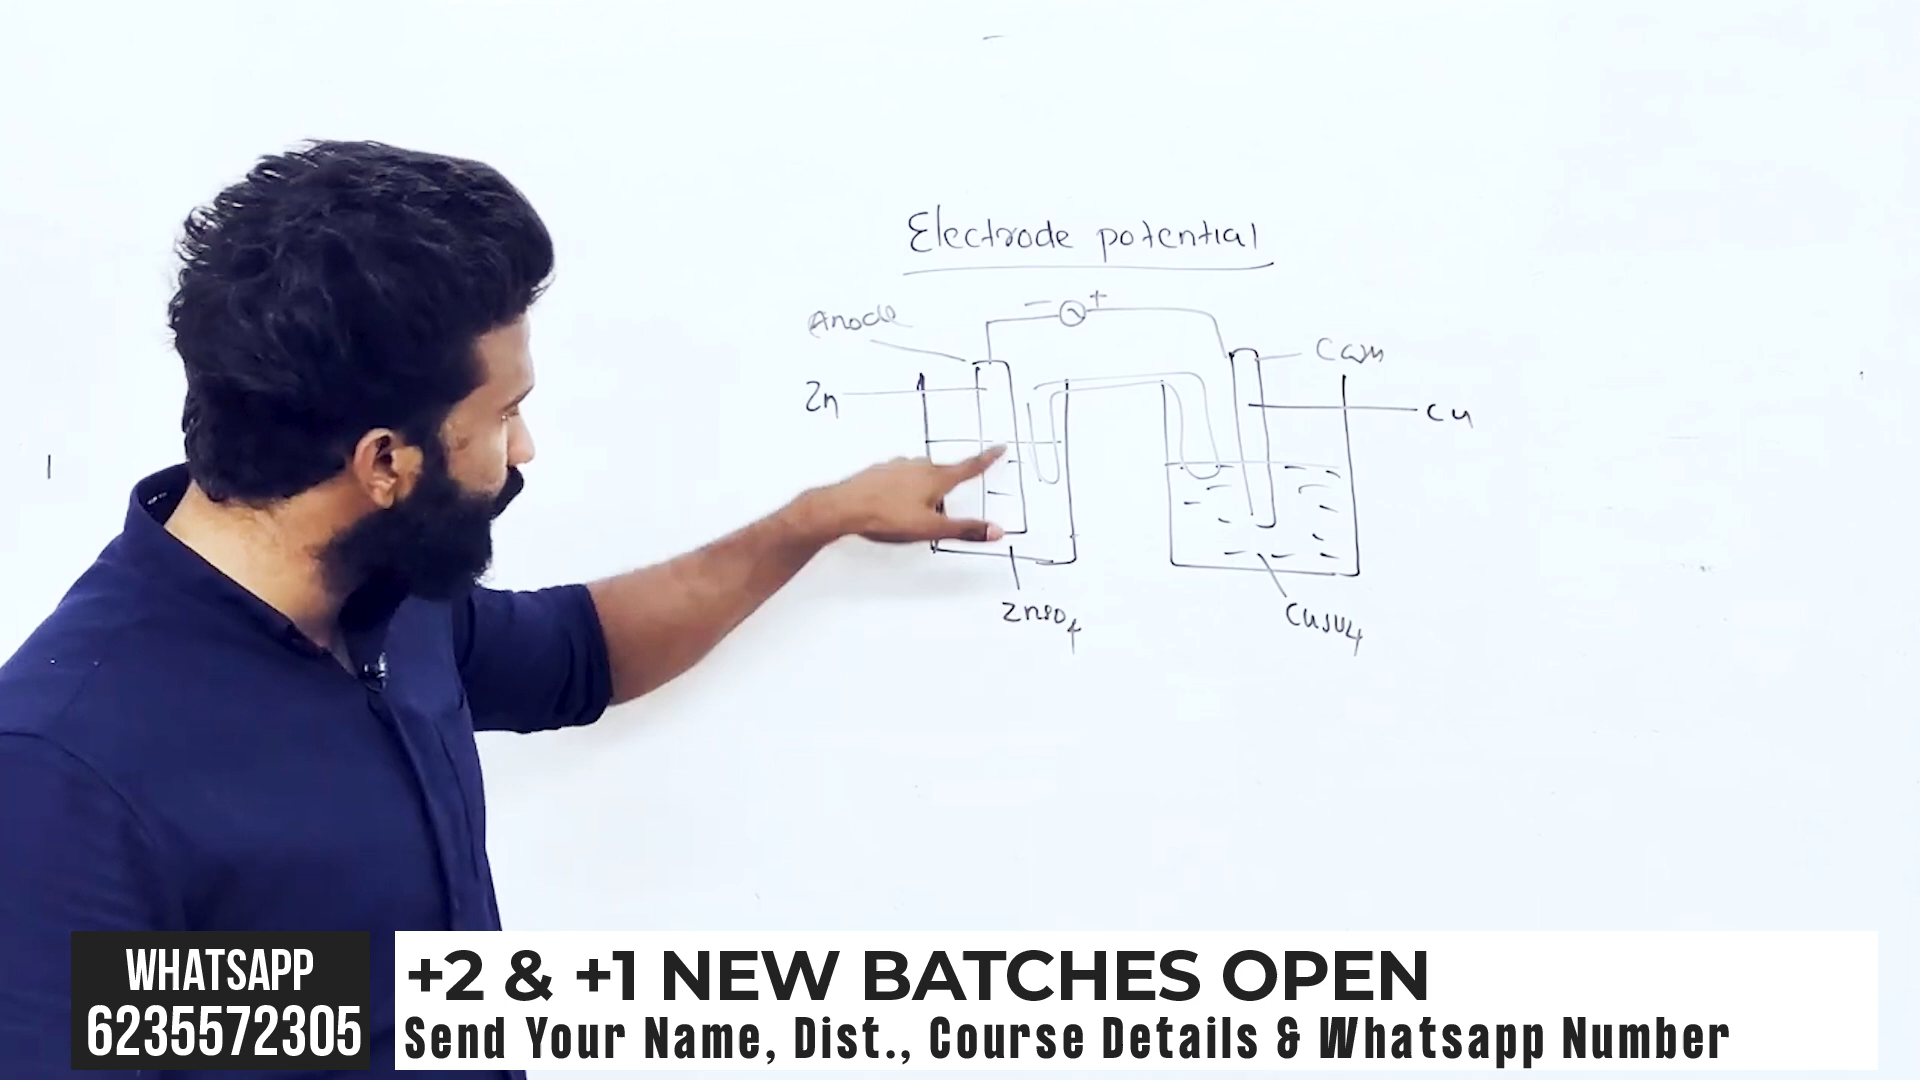 Electrode potential
Anode
- +
Zn
Cu
ZnSO4
CuSO4
WHATSAPP
6235572305
+2 & +1 NEW BATCHES OPEN
Send Your Name, Dist., Course Details & Whatsapp Number